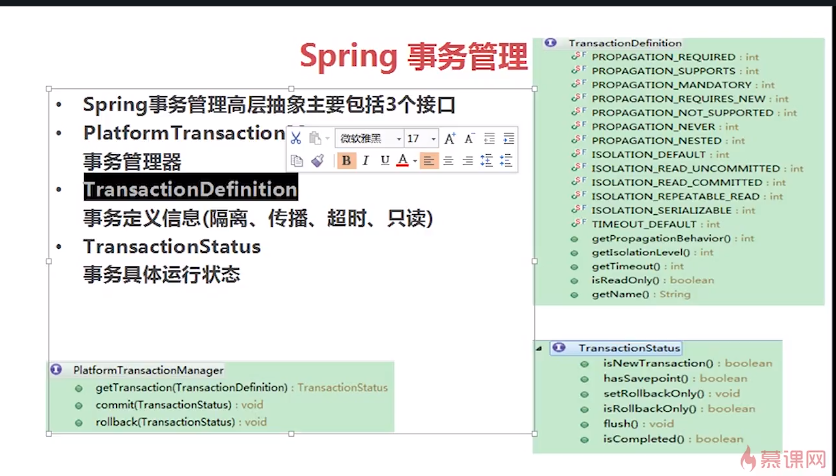 Spring 事务管理
• Spring事务管理高层抽象主要包括3个接口
• PlatformTransaction
事务管理器
• TransactionDefinition
事务定义信息(隔离、传播、超时、只读)
• TransactionStatus
事务具体运行状态
微软雅黑 17 A A
B I U A
PlatformTransactionManager
getTransaction(TransactionDefinition) : TransactionStatus
commit(TransactionStatus) : void
rollback(TransactionStatus) : void
TransactionDefinition
PROPAGATION_REQUIRED : int
PROPAGATION_SUPPORTS : int
PROPAGATION_MANDATORY : int
PROPAGATION_REQUIRES_NEW : int
PROPAGATION_NOT_SUPPORTED : int
PROPAGATION_NEVER : int
PROPAGATION_NESTED : int
ISOLATION_DEFAULT : int
ISOLATION_READ_UNCOMMITTED : int
ISOLATION_READ_COMMITTED : int
ISOLATION_REPEATABLE_READ : int
ISOLATION_SERIALIZABLE : int
TIMEOUT_DEFAULT : int
getPropagationBehavior() : int
getIsolationLevel() : int
getTimeout() : int
isReadOnly() : boolean
getName() : String
TransactionStatus
isNewTransaction() : boolean
hasSavepoint() : boolean
setRollbackOnly() : void
isRollbackOnly() : boolean
flush() : void
isCompleted() : boolean
慕课网